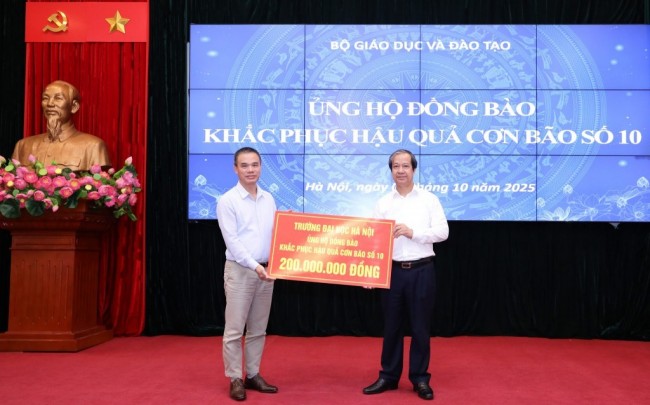 BỘ GIÁO DỤC VÀ ĐÀO TẠO
ỦNG HỘ ĐỒNG BÀO
KHẮC PHỤC HẬU QUẢ CƠN BÃO SỐ 10
Hà Nội, ngày tháng 10 năm 2025
TRƯỜNG ĐẠI HỌC HÀ NỘI
ỦNG HỘ ĐỒNG BÀO
KHẮC PHỤC HẬU QUẢ CƠN BÃO SỐ 10
200.000.000 ĐỒNG